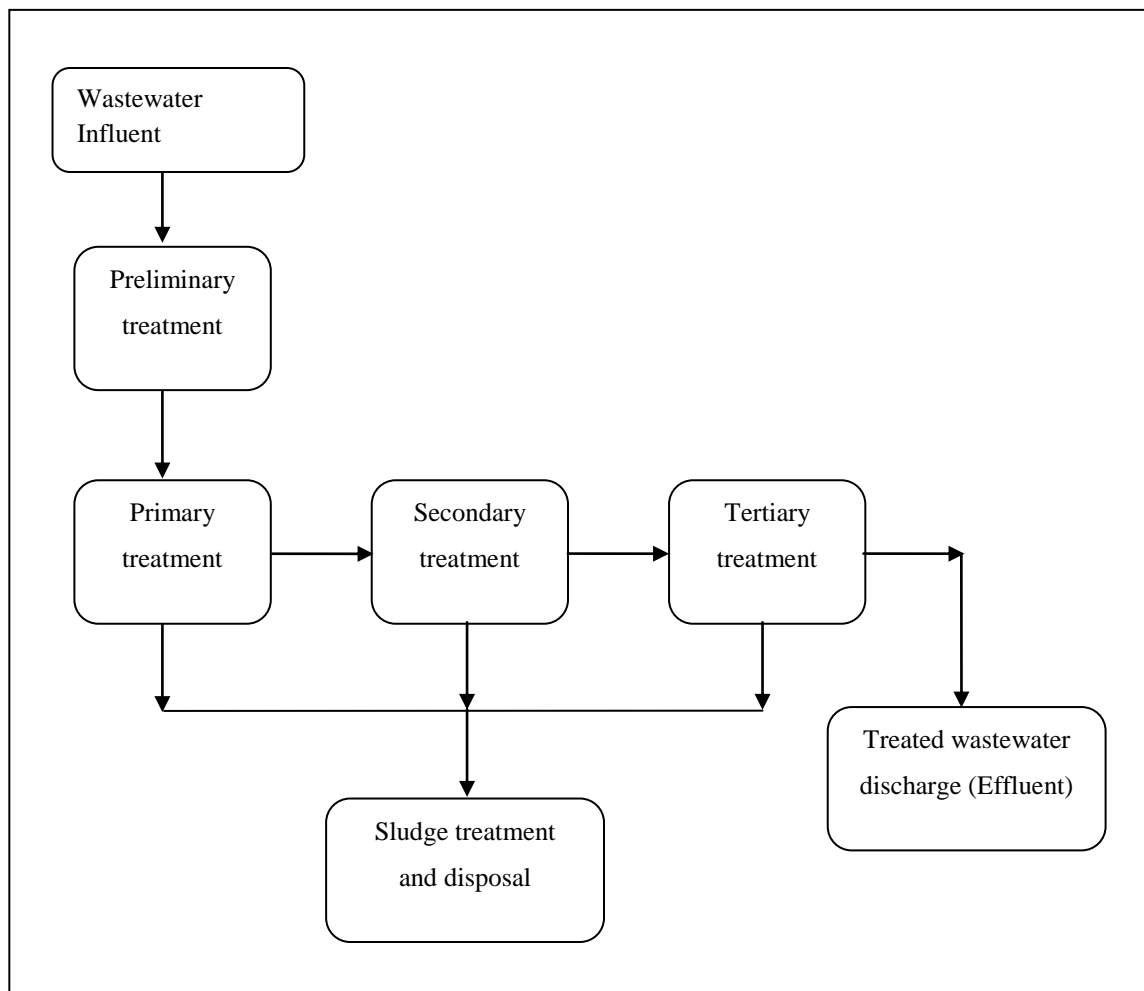 Wastewater
Influent
Preliminary
treatment
Primary
treatment
Secondary
treatment
Tertiary
treatment
Treated wastewater
discharge (Effluent)
Sludge treatment
and disposal